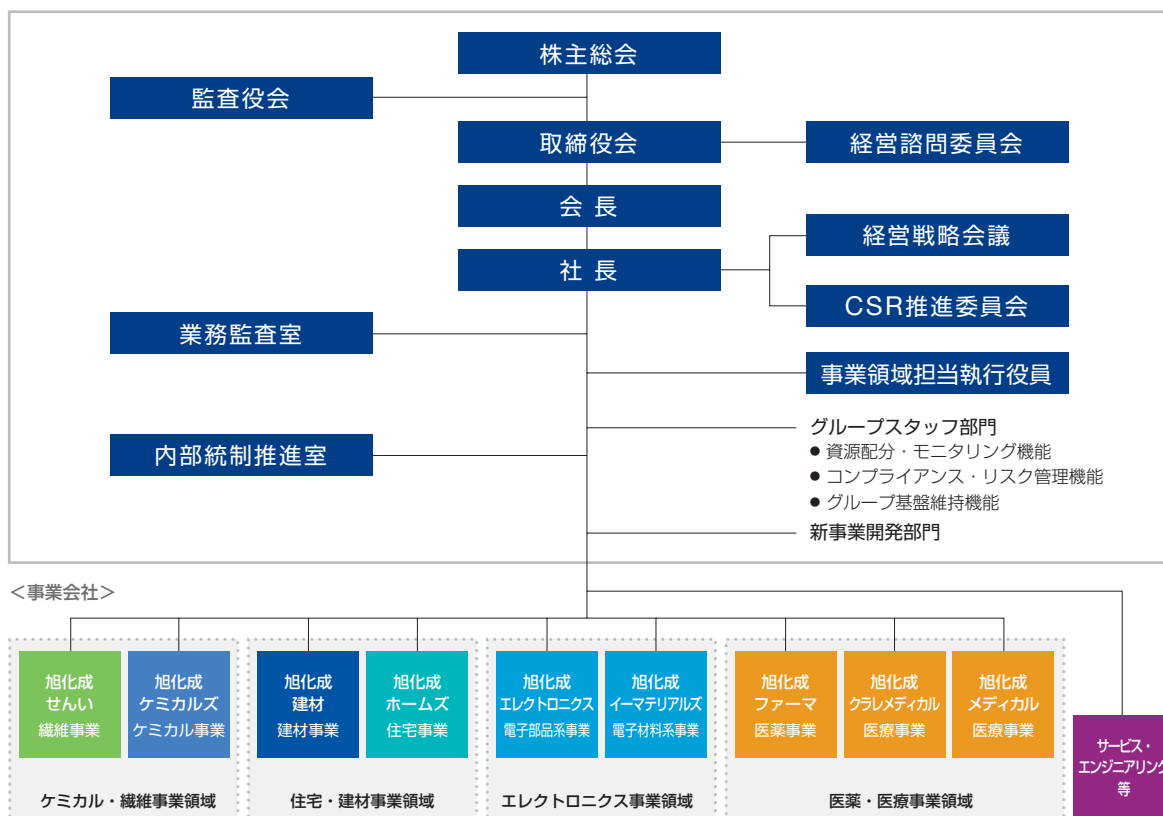 株主総会
監査役会
取締役会
経営諮問委員会
会 長
経営戦略会議
社 長
CSR推進委員会
業務監査室
事業領域担当執行役員
グループスタッフ部門
● 資源配分・モニタリング機能
内部統制推進室
● コンプライアンス・リスク管理機能
● グループ基盤維持機能
新事業開発部門
＜事業会社＞
旭化成
せんい
繊維事業
旭化成
ケミカルズ
ケミカル事業
ケミカル・繊維事業領域
旭化成
建材
建材事業
旭化成
ホームズ
住宅事業
住宅・建材事業領域
旭化成
エレクトロニクス
電子部品系事業
旭化成
イーマテリアルズ
電子材料系事業
エレクトロニクス事業領域
旭化成
ファーマ
医薬事業
旭化成
クラレメディカル
医療事業
旭化成
メディカル
医療事業
医薬・医療事業領域
サービス・
エンジニアリング
等